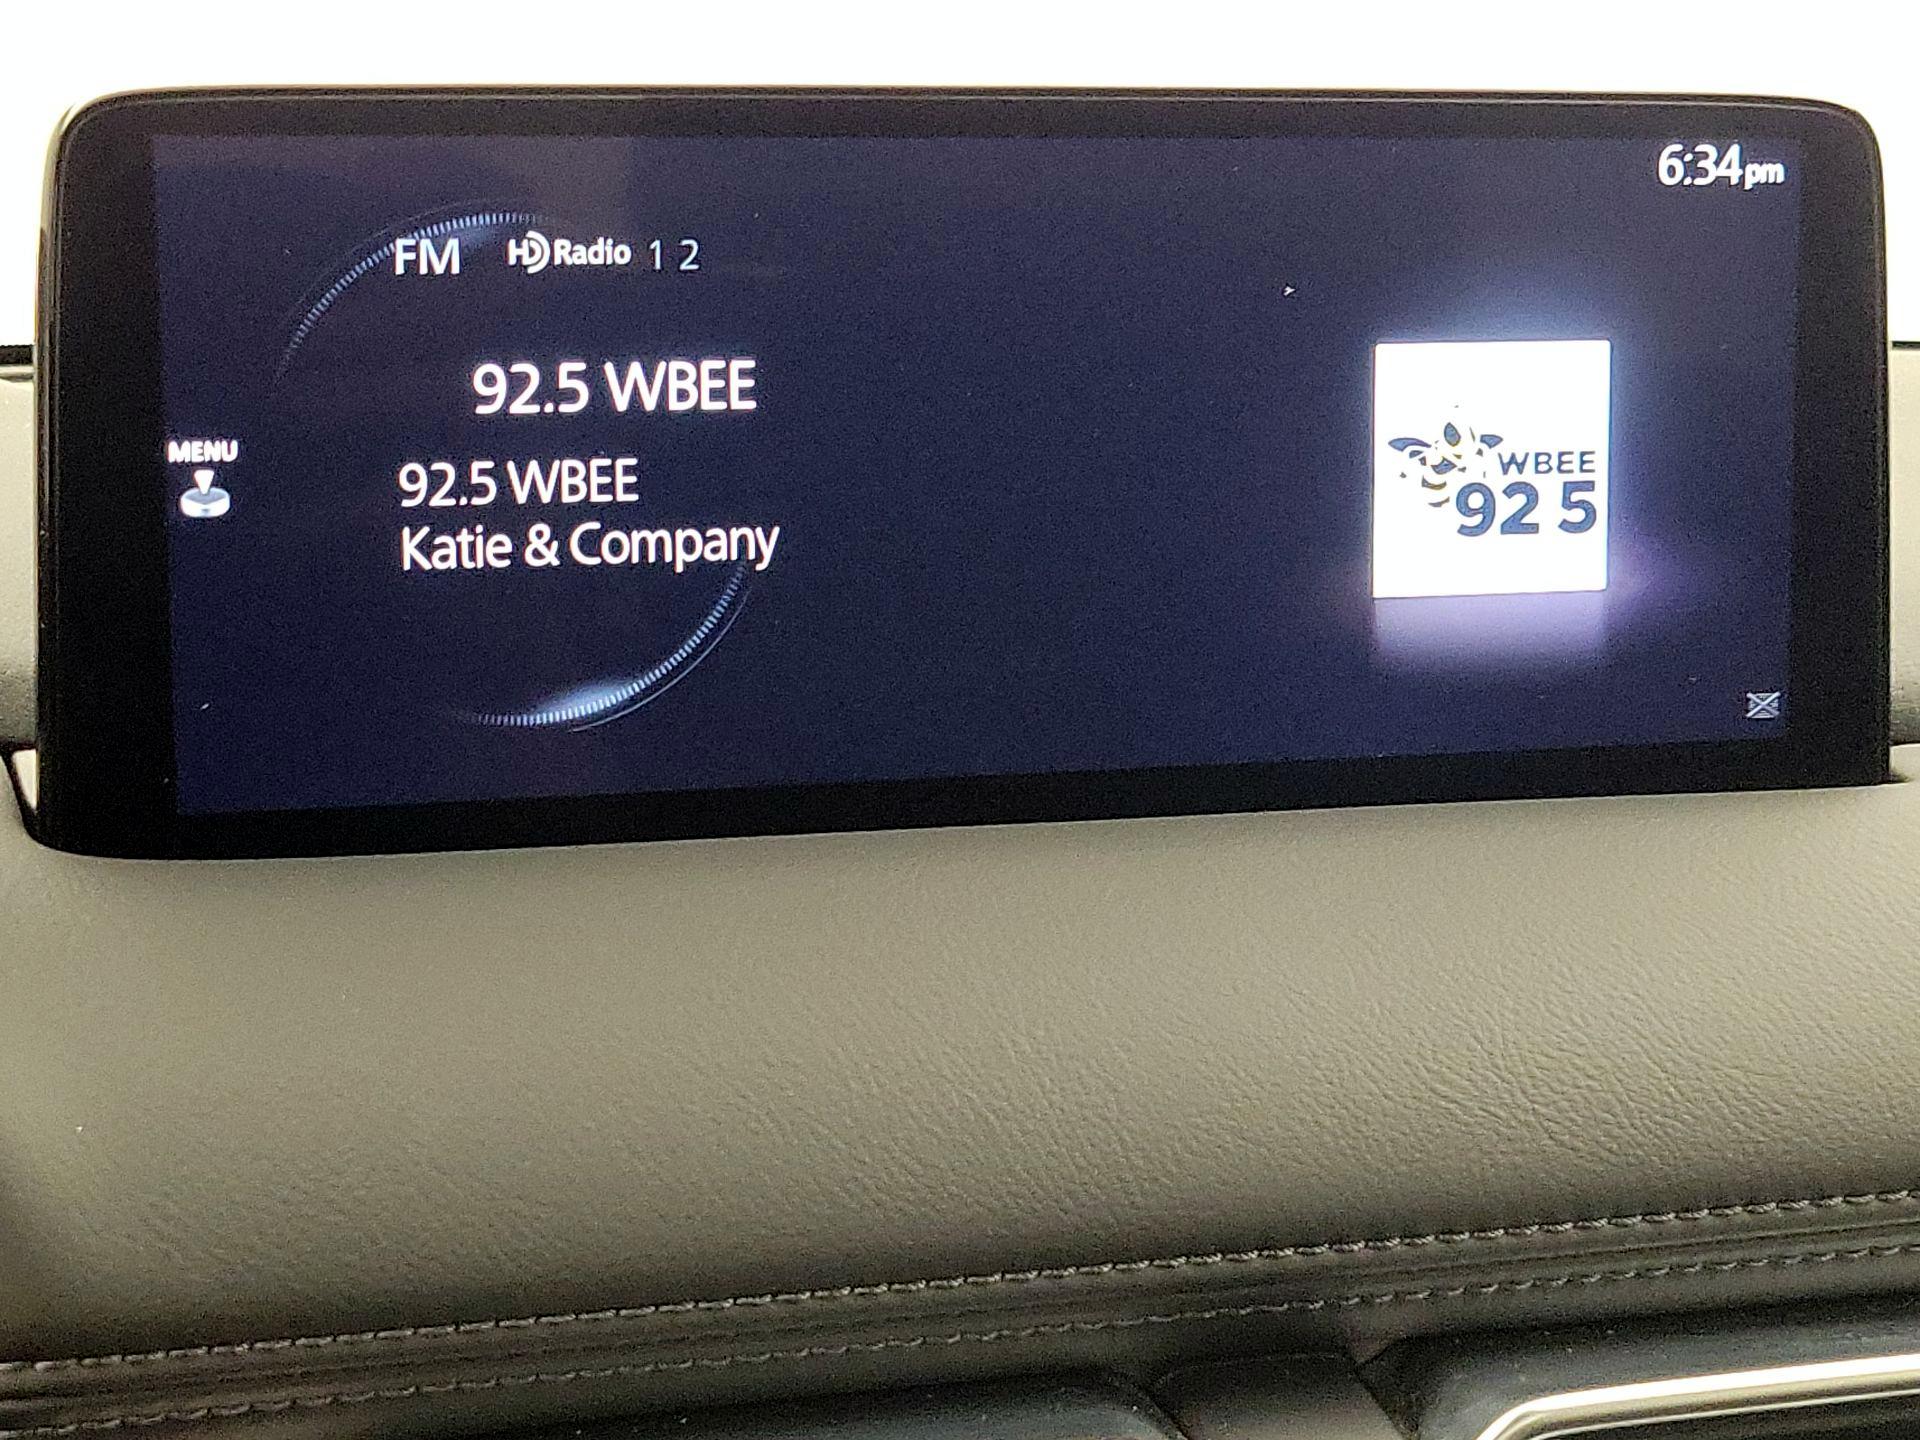 6:34pm
FM HD Radio 1 2
92.5 WBEE
MENU
92.5 WBEE
Katie & Company
WBEE
92 5